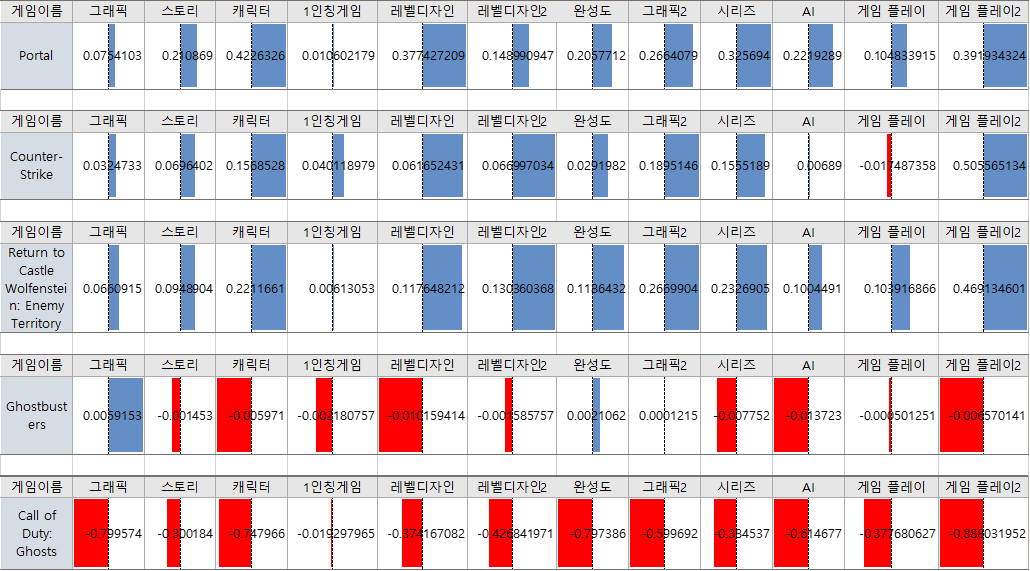 게임이름 그래픽 스토리 캐릭터 1인칭게임 레벨디자인 레벨디자인2 완성도 그래픽2 시리즈 AI 게임 플레이 게임 플레이2
Portal 0.0754103 0.210869 0.4226326 0.010602179 0.377427209 0.148990947 0.2057712 0.2664079 0.325694 0.2219289 0.104833915 0.391934324
게임이름 그래픽 스토리 캐릭터 1인칭게임 레벨디자인 레벨디자인2 완성도 그래픽2 시리즈 AI 게임 플레이 게임 플레이2
Counter-
Strike 0.0324733 0.0696402 0.1568528 0.040118979 0.061652431 0.066997034 0.0291982 0.1895146 0.1555189 0.00689 -0.017487358 0.505565134
게임이름 그래픽 스토리 캐릭터 1인칭게임 레벨디자인 레벨디자인2 완성도 그래픽2 시리즈 AI 게임 플레이 게임 플레이2
Return to
Castle
Wolfenstei
n: Enemy
Territory 0.0660915 0.0948904 0.2211661 0.00613053 0.117648212 0.130360368 0.1186432 0.2669904 0.2326905 0.1004491 0.103916866 0.469134601
게임이름 그래픽 스토리 캐릭터 1인칭게임 레벨디자인 레벨디자인2 완성도 그래픽2 시리즈 AI 게임 플레이 게임 플레이2
Ghostbust
ers 0.0059153 -0.001453 -0.005971 -0.002180757 -0.010159414 -0.001585757 0.0021062 0.0001215 -0.007752 -0.013723 -0.000501251 -0.006570141
게임이름 그래픽 스토리 캐릭터 1인칭게임 레벨디자인 레벨디자인2 완성도 그래픽2 시리즈 AI 게임 플레이 게임 플레이2
Call of
Duty:
Ghosts -0.799574 -0.300184 -0.747966 -0.019297965 -0.374167082 -0.426841971 -0.797386 -0.599692 -0.384537 -0.614677 -0.377680627 -0.888031952